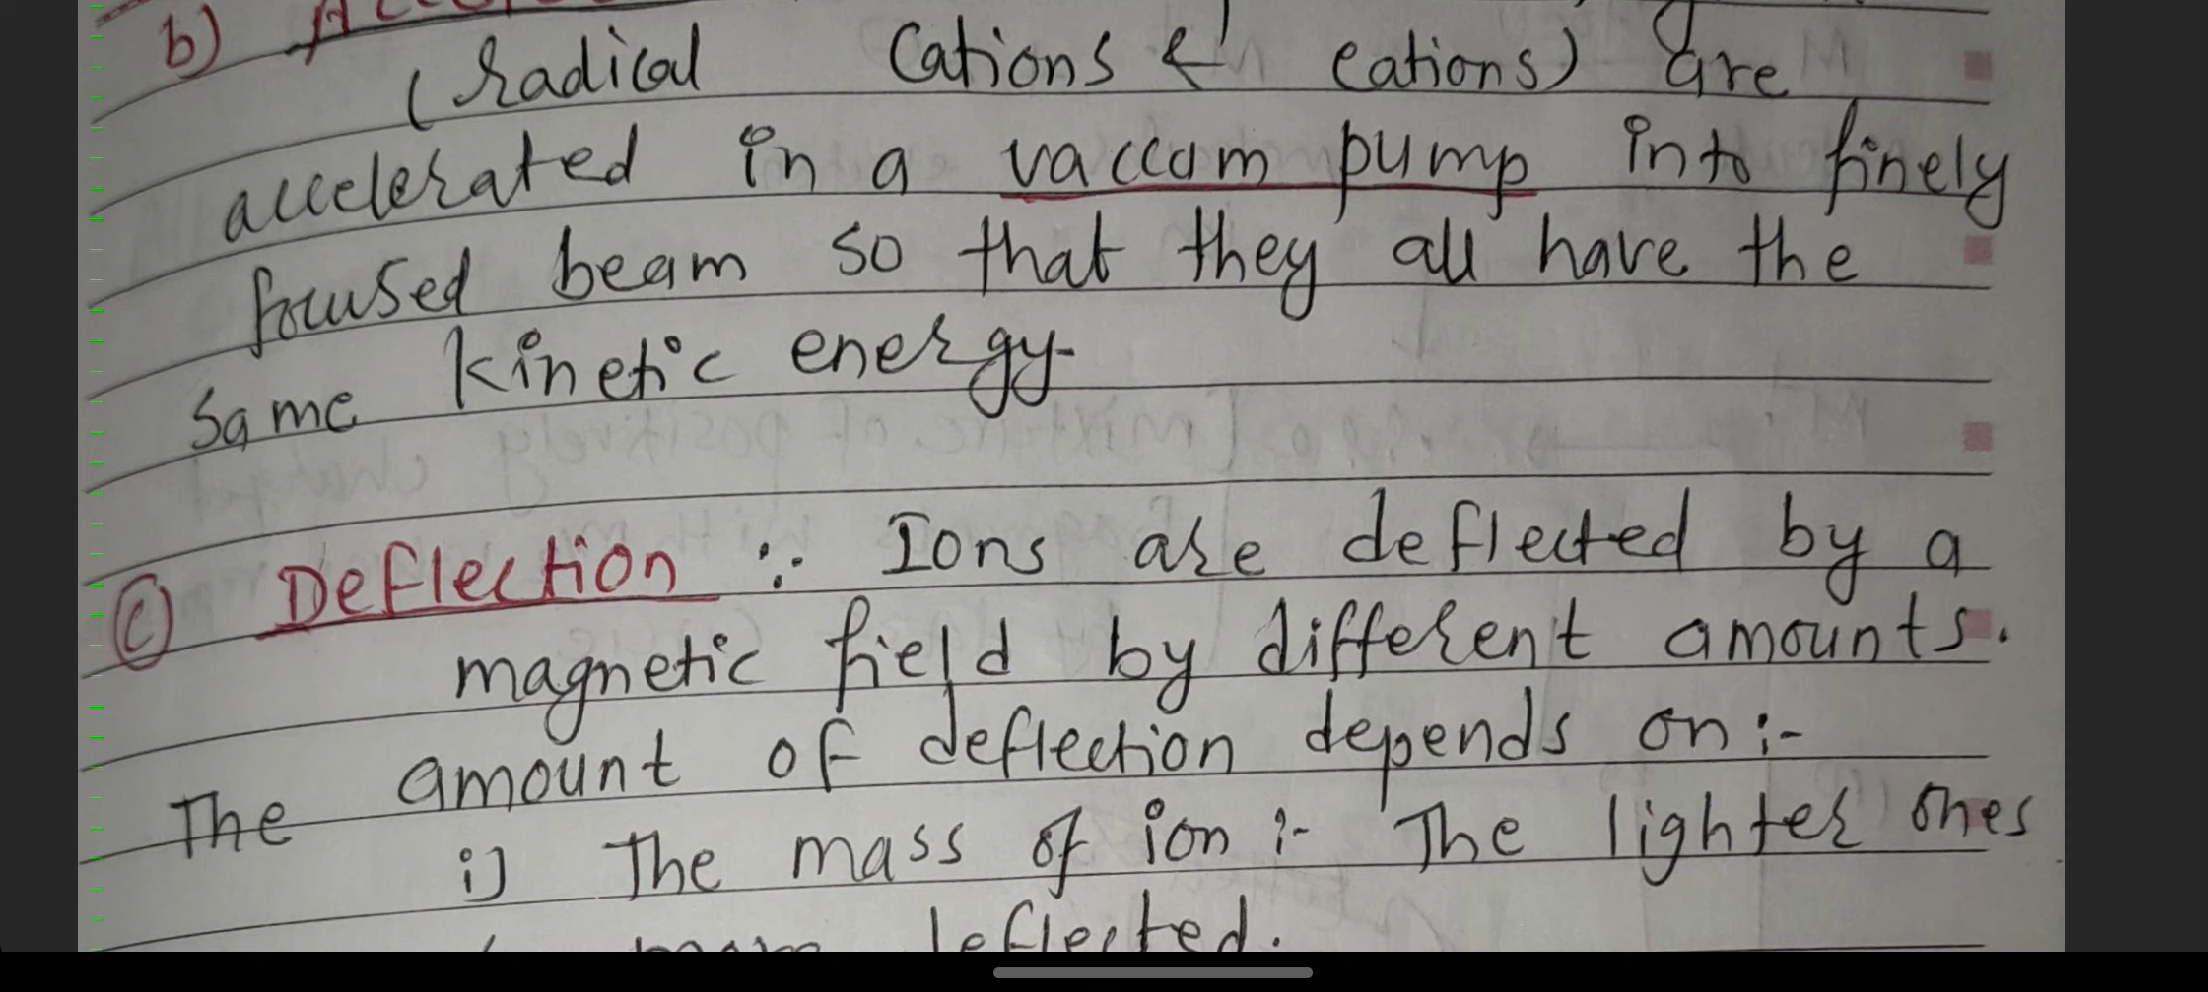 b)
(radical Cations & cations) are
accelerated in a vaccum pump into finely
focused beam so that they all have the
same kinetic energy.
(c) Deflection :- Ions are deflected by a
magnetic field by different amounts.
The amount of deflection depends on :-
i) The mass of ion :- The lighter ones
more deflected.